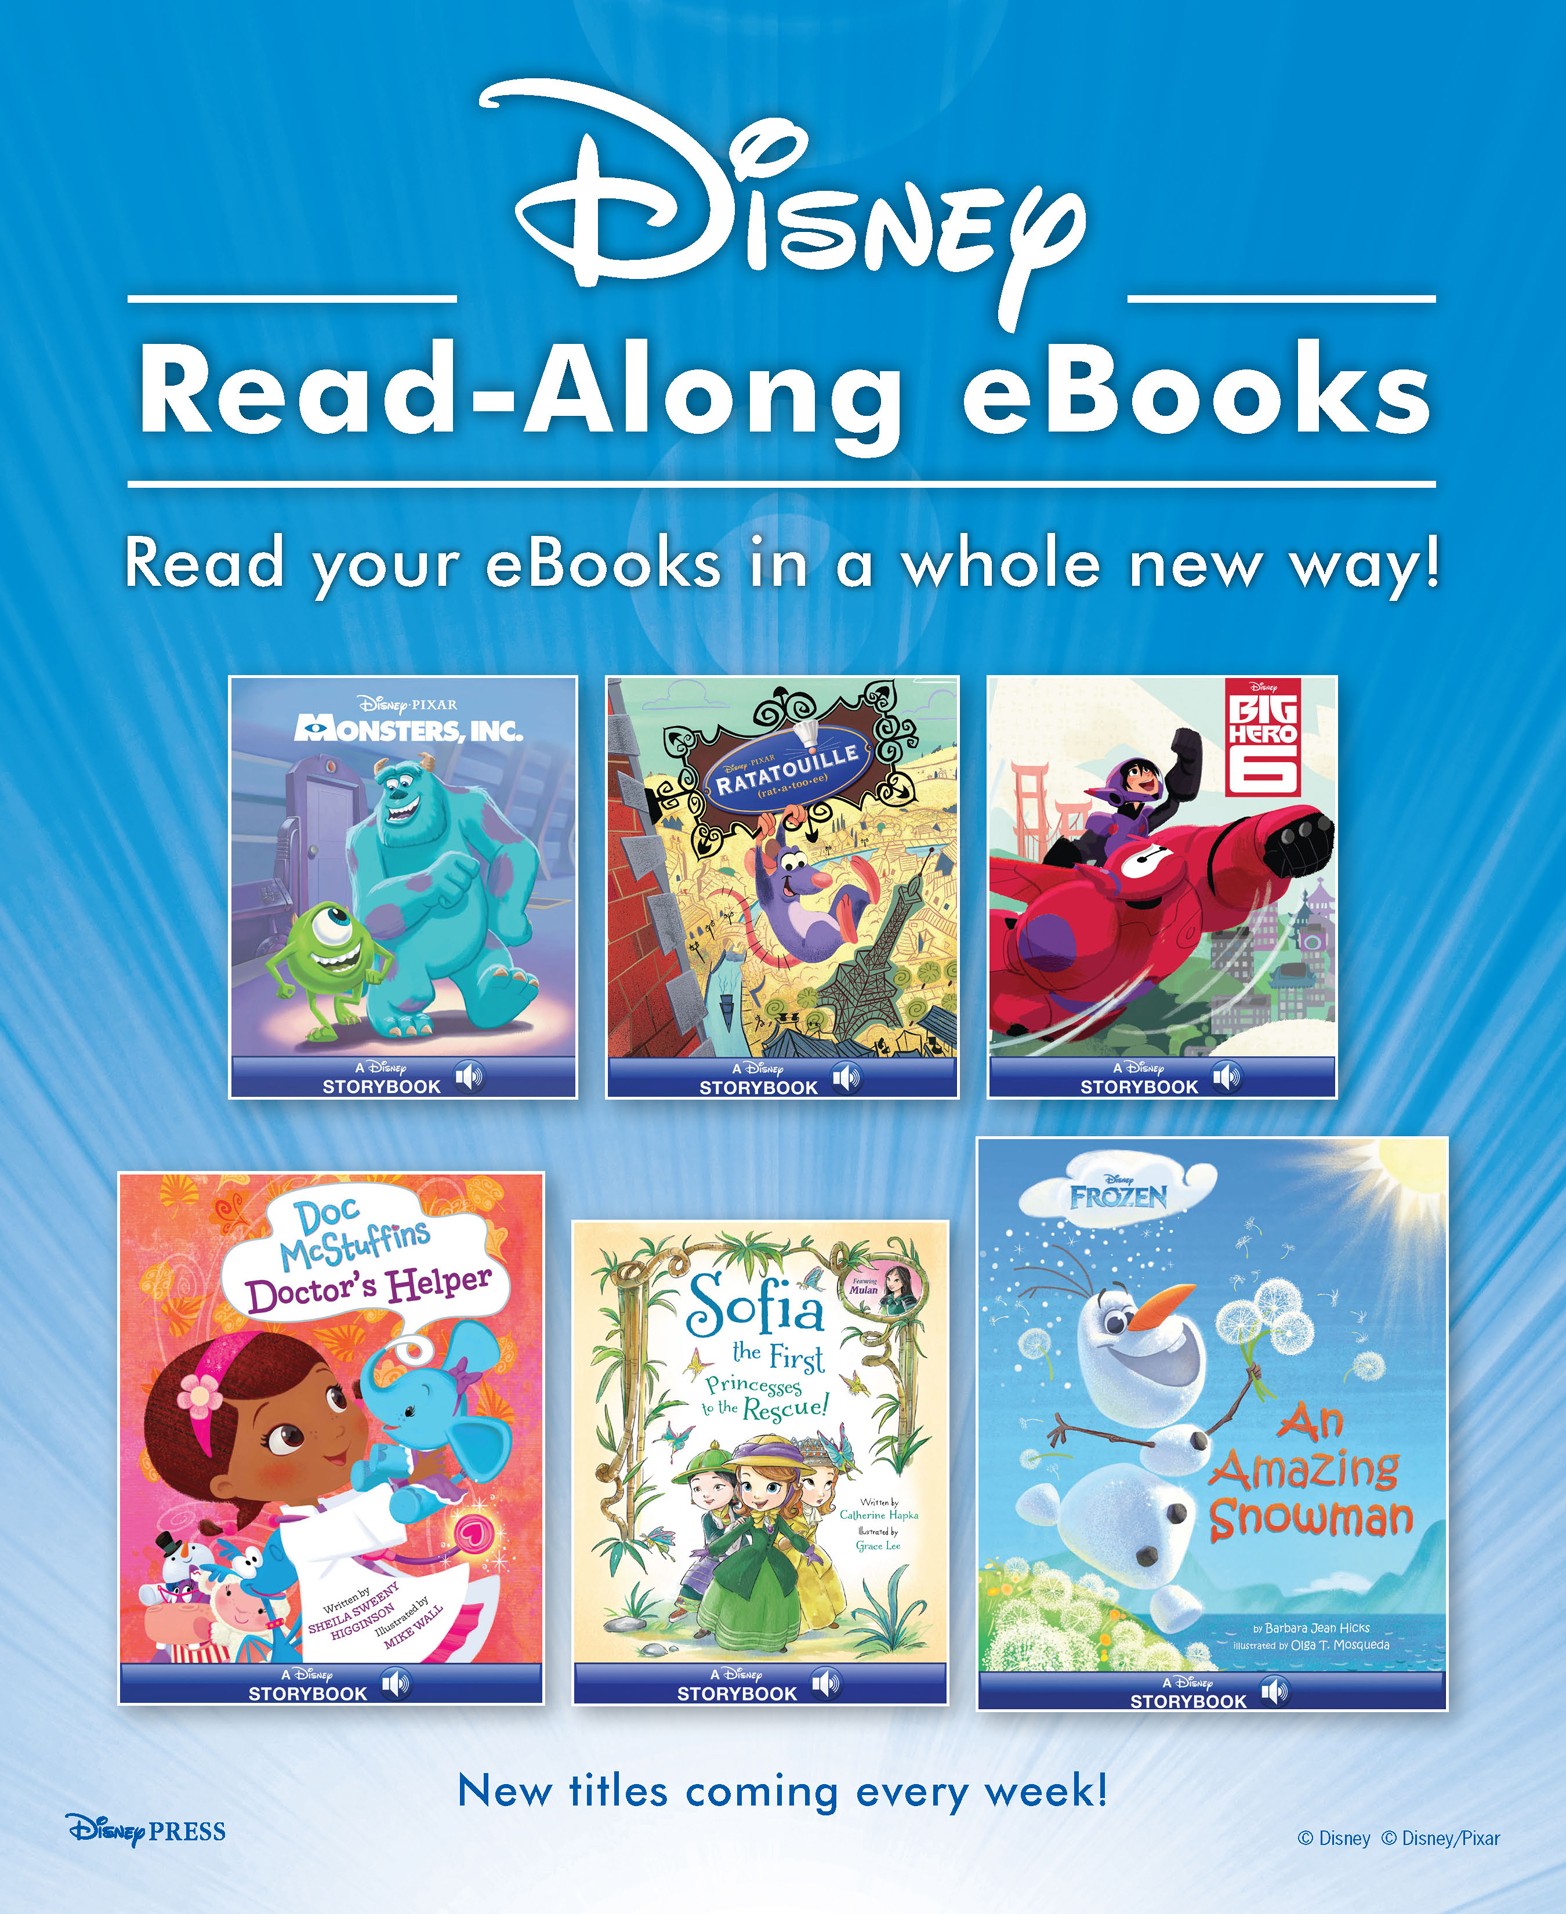 Disney
Read-Along eBooks
Read your eBooks in a whole new way!
Disney·PIXAR
MONSTERS, INC.
A Disney
STORYBOOK
DISNEY·PIXAR
RATATOUILLE
(rat•a•too•ee)
A Disney
STORYBOOK
Disney
BIG
HERO
6
A Disney
STORYBOOK
Doc
McStuffins
Doctor's Helper
Written by
SHEILA SWEENY
HIGGINSON
Illustrated by
MIKE WALL
A Disney
STORYBOOK
Featuring
Mulan
Sofia
the First
Princesses
to the Rescue!
Written by
Catherine Hapka
Illustrated by
Grace Lee
A Disney
STORYBOOK
Disney
FROZEN
An
Amazing
Snowman
by Barbara Jean Hicks
illustrated by Olga T. Mosqueda
A Disney
STORYBOOK
New titles coming every week!
Disney PRESS
© Disney © Disney/Pixar